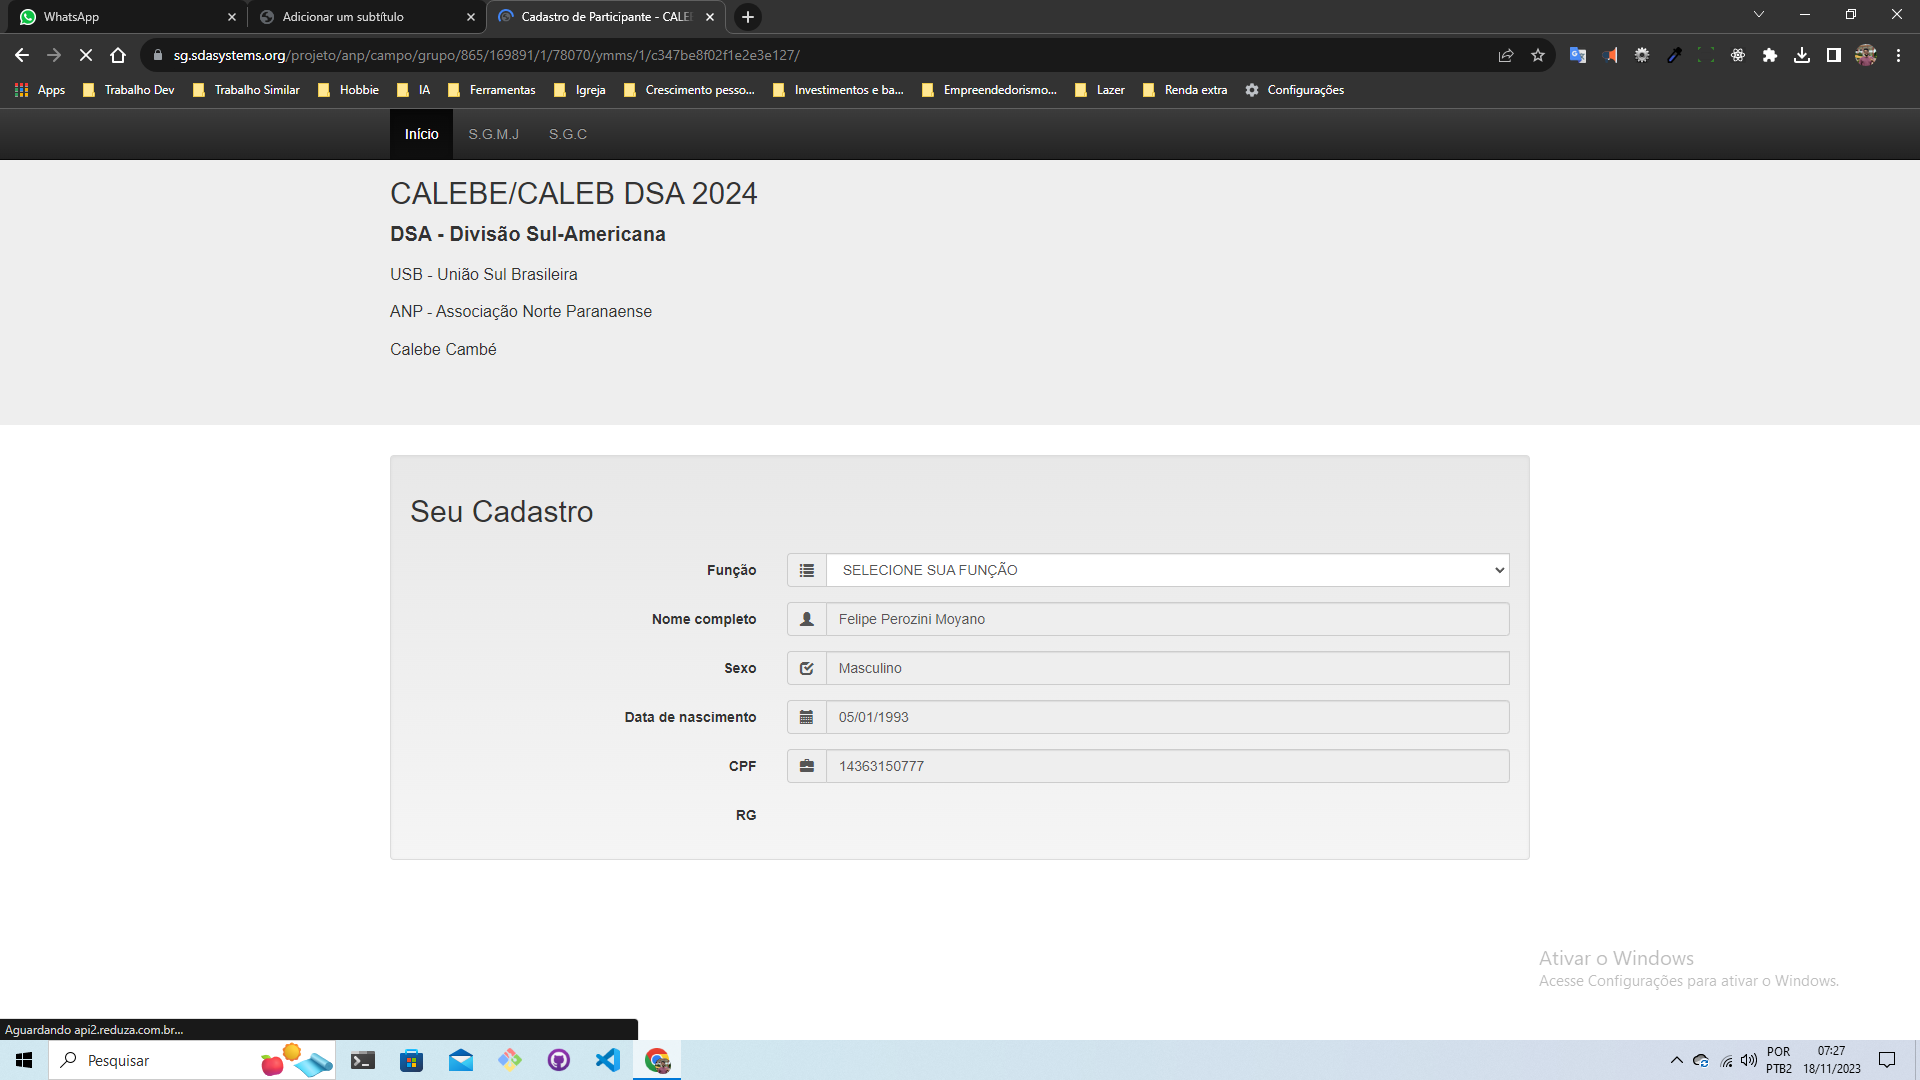 WhatsApp
Adicionar um subtítulo
Cadastro de Participante - CALE
sg.sdasystems.org/projeto/anp/campo/grupo/865/169891/1/78070/ymms/1/c347be8f02f1e2e3e127/
Apps Trabalho Dev Trabalho Similar Hobbie IA Ferramentas Igreja Crescimento pesso... Investimentos e ba... Empreendedorismo... Lazer Renda extra Configurações
Início S.G.M.J S.G.C
CALEBE/CALEB DSA 2024
DSA - Divisão Sul-Americana
USB - União Sul Brasileira
ANP - Associação Norte Paranaense
Calebe Cambé
Seu Cadastro
Função SELECIONE SUA FUNÇÃO
Nome completo Felipe Perozini Moyano
Sexo Masculino
Data de nascimento 05/01/1993
CPF 14363150777
RG
Ativar o Windows
Acesse Configurações para ativar o Windows.
Aguardando api2.reduza.com.br...
Pesquisar
POR
PTB2
07:27
18/11/2023